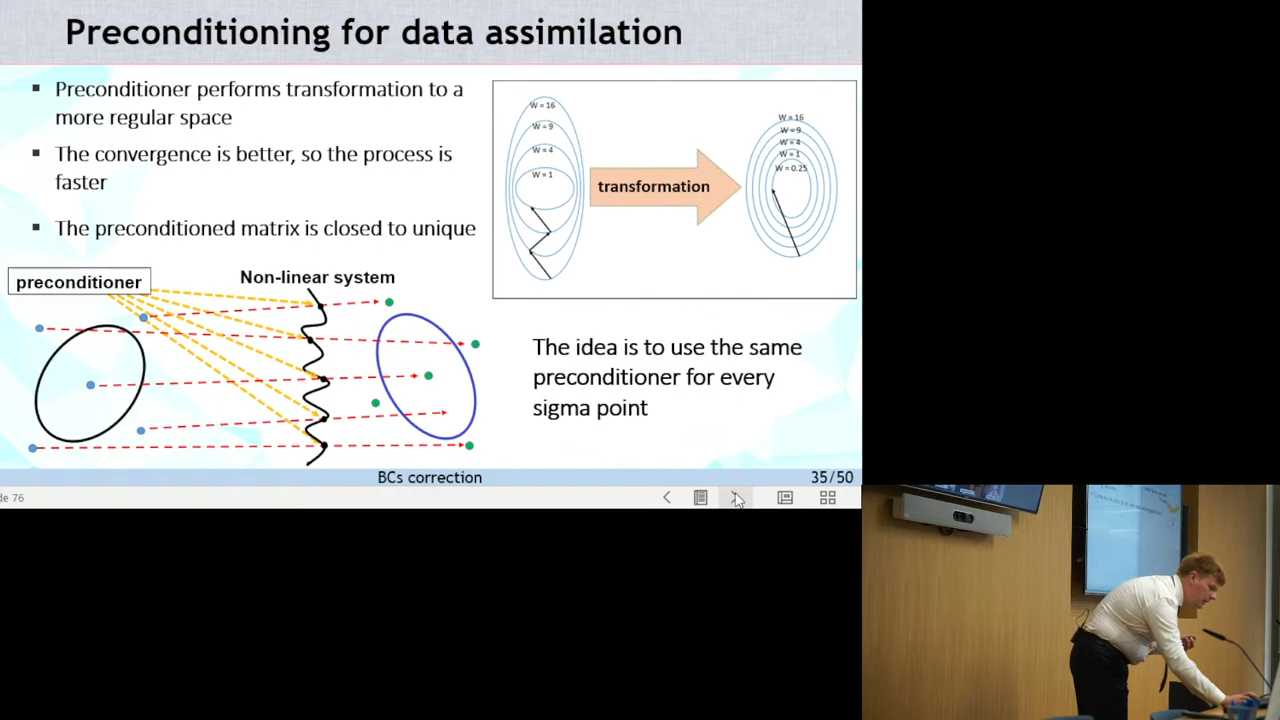 Preconditioning for data assimilation
Preconditioner performs transformation to a
more regular space
The convergence is better, so the process is
faster
The preconditioned matrix is closed to unique
W = 16
W = 9
W = 4
W = 1
transformation
W = 16
W = 9
W = 4
W = 1
W = 0.25
preconditioner
Non-linear system
The idea is to use the same
preconditioner for every
sigma point
BCs correction
35/50
de 76